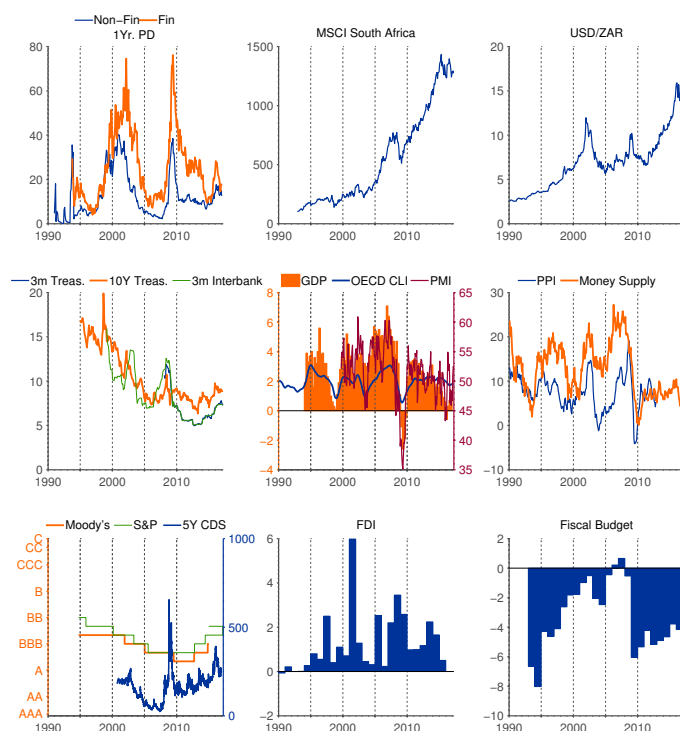 Non-Fin Fin
1Yr. PD
80
60
40
20
0
1990 2000 2010
MSCI South Africa
1500
1000
500
0
1990 2000 2010
USD/ZAR
20
15
10
5
0
1990 2000 2010
3m Treas. 10Y Treas. 3m Interbank
20
15
10
5
0
1990 2000 2010
GDP OECD CLI PMI
8 65
6 60
4 55
2 50
0 45
−2 40
−4 35
1990 2000 2010
PPI Money Supply
30
20
10
0
−10
1990 2000 2010
Moody's S&P 5Y CDS
C 1000
CC
CCC
B
BB 500
BBB
A
AA
AAA 0
1990 2000 2010
FDI
6
4
2
0
−2
1990 2000 2010
Fiscal Budget
2
0
−2
−4
−6
−8
−10
1990 2000 2010